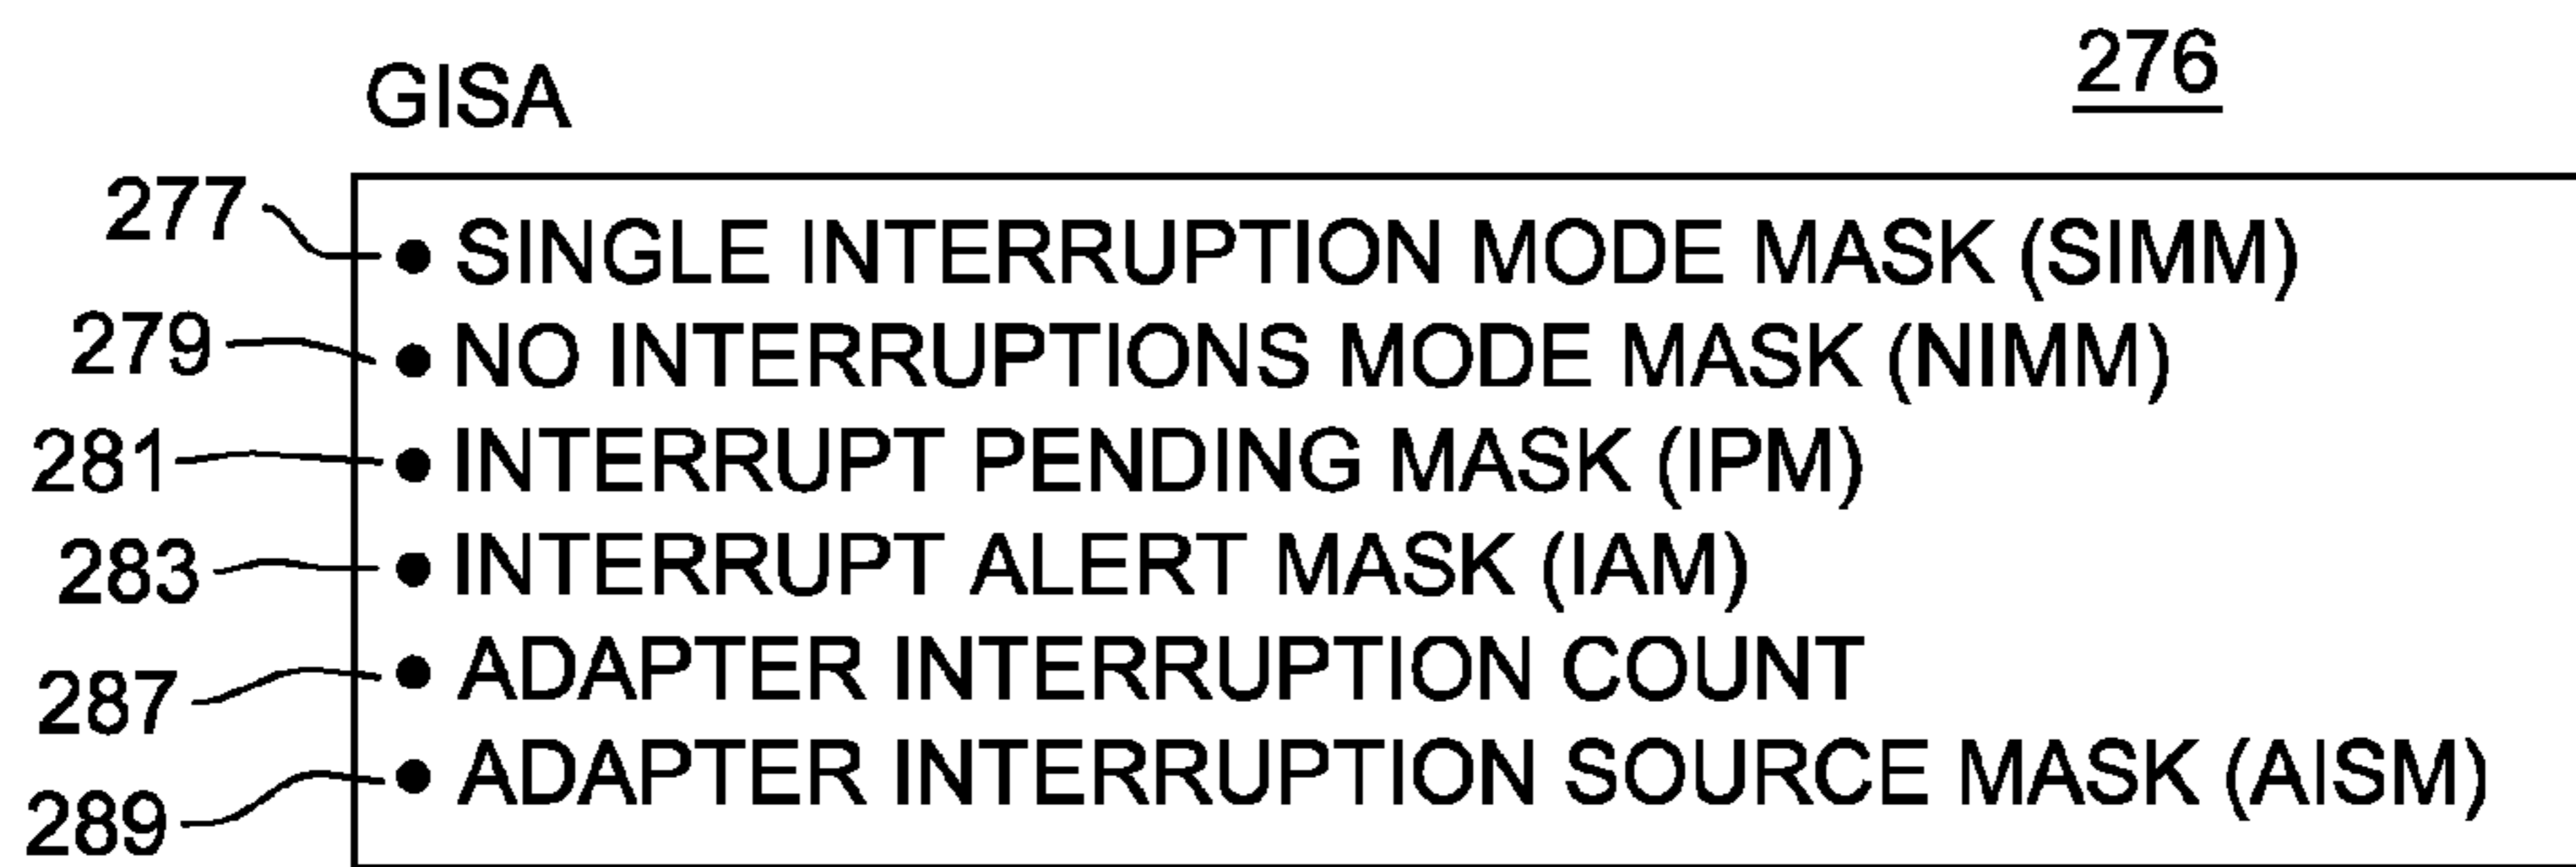 276
GISA
277 • SINGLE INTERRUPTION MODE MASK (SIMM)
279 • NO INTERRUPTIONS MODE MASK (NIMM)
281 • INTERRUPT PENDING MASK (IPM)
283 • INTERRUPT ALERT MASK (IAM)
287 • ADAPTER INTERRUPTION COUNT
289 • ADAPTER INTERRUPTION SOURCE MASK (AISM)